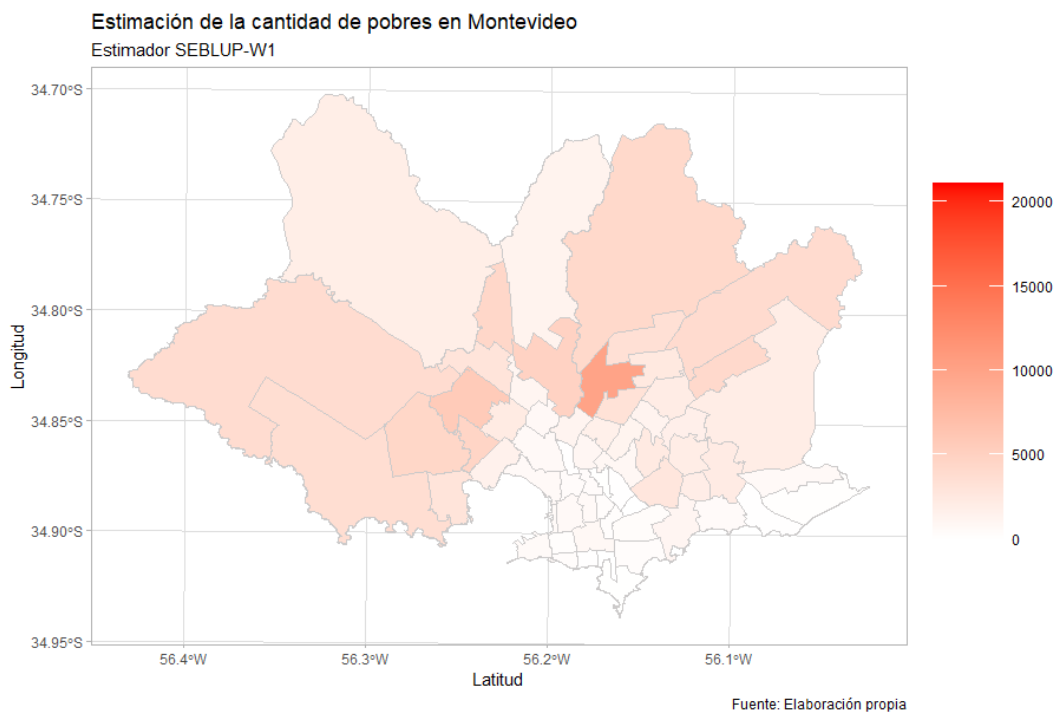 Estimación de la cantidad de pobres en Montevideo
Estimador SEBLUP-W1
34.70°S
34.75°S
34.80°S
34.85°S
34.90°S
34.95°S
Longitud
56.4°W
56.3°W
56.2°W
56.1°W
Latitud
20000
15000
10000
5000
0
Fuente: Elaboración propia